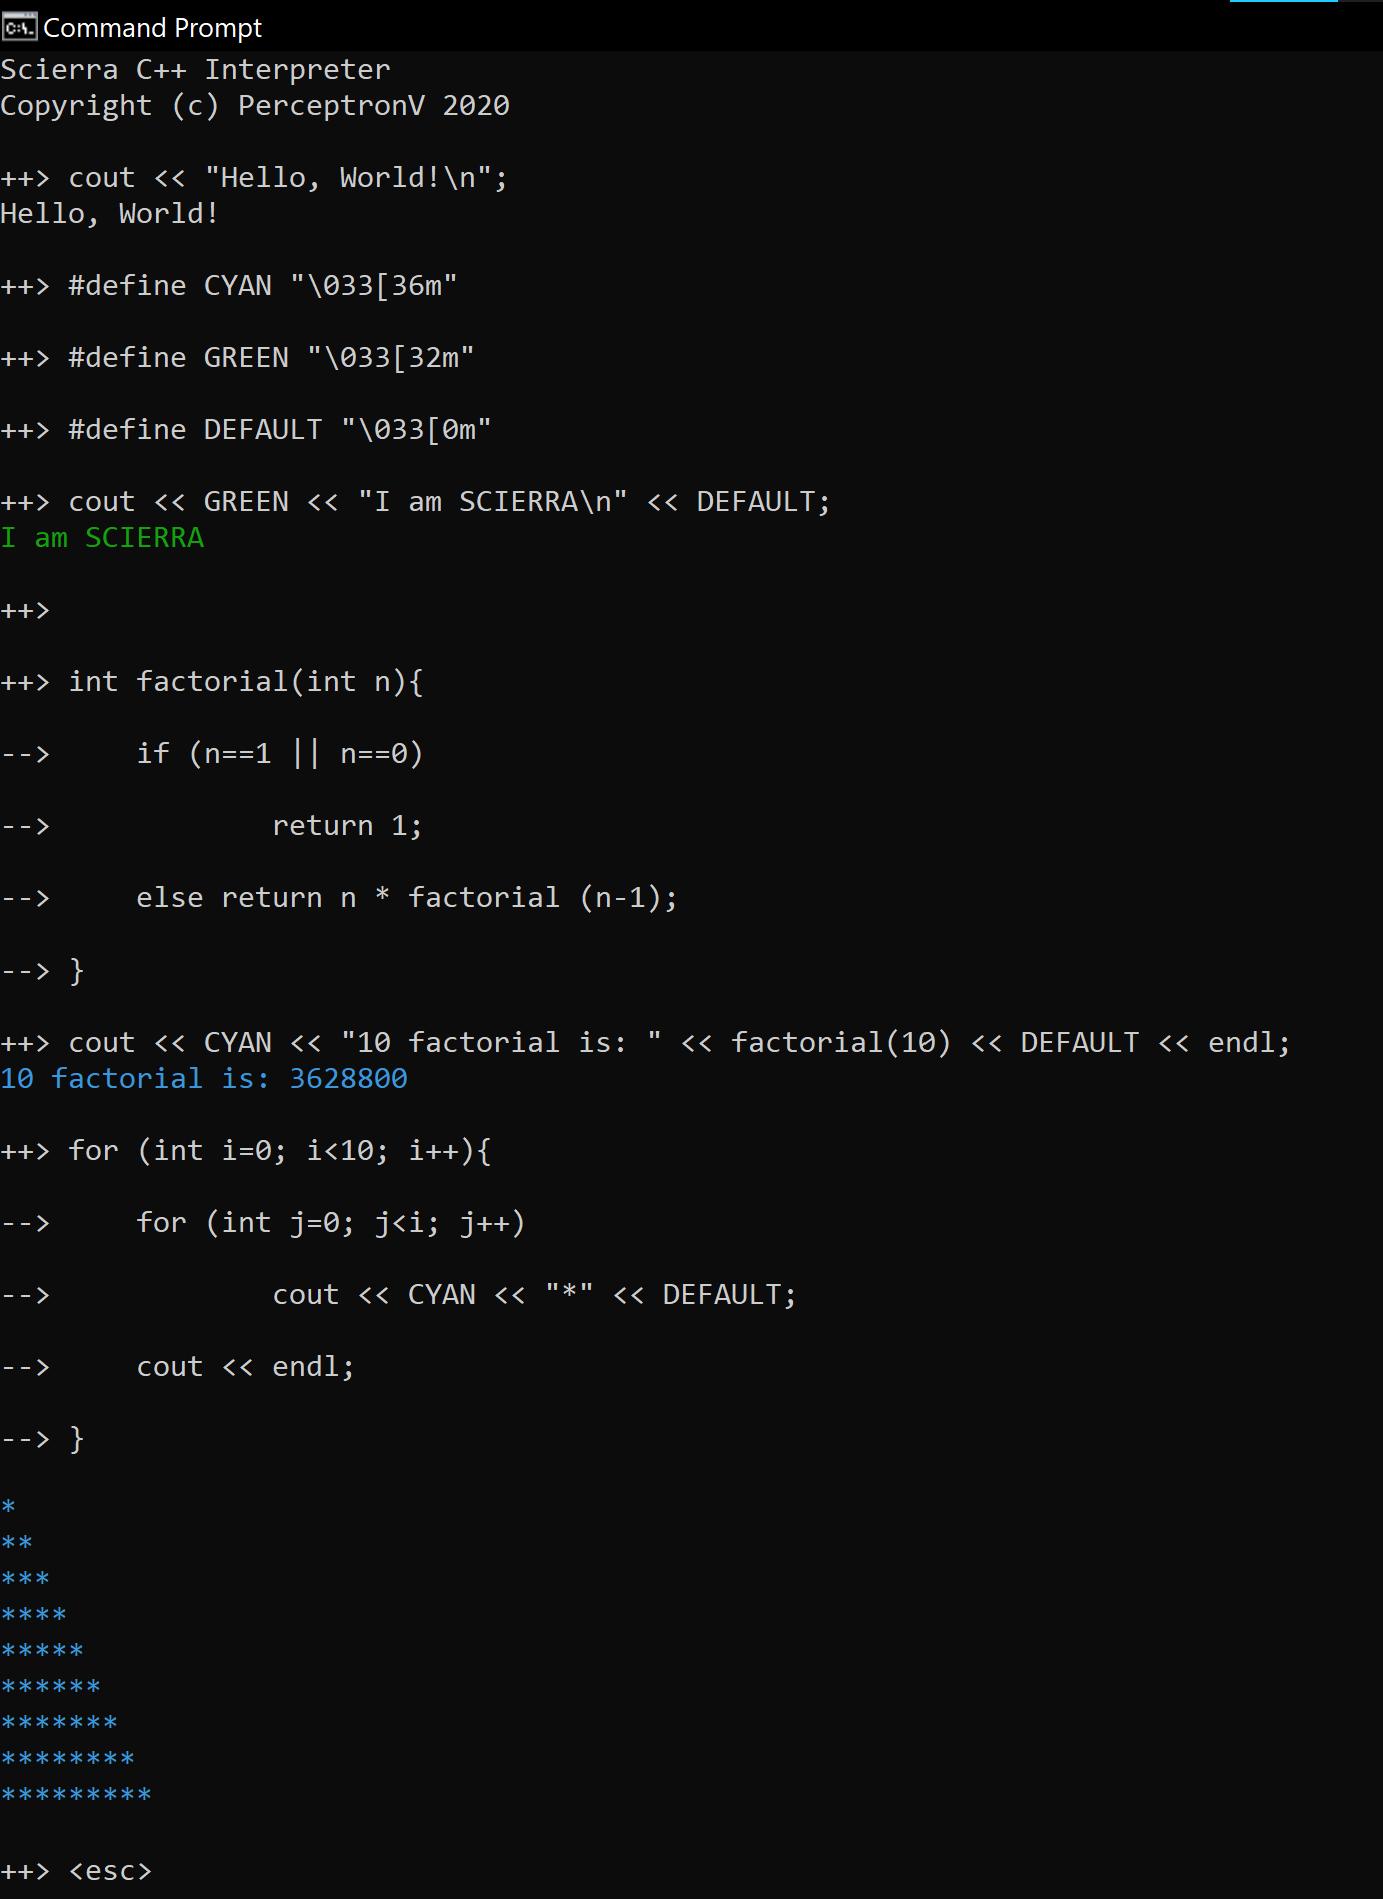 Command Prompt
Scierra C++ Interpreter
Copyright (c) PerceptronV 2020
++> cout << "Hello, World!\n";
Hello, World!
++> #define CYAN "\033[36m"
++> #define GREEN "\033[32m"
++> #define DEFAULT "\033[0m"
++> cout << GREEN << "I am SCIERRA\n" << DEFAULT;
I am SCIERRA
++>
++> int factorial(int n){
-->     if (n==1 || n==0)
-->             return 1;
-->     else return n * factorial (n-1);
--> }
++> cout << CYAN << "10 factorial is: " << factorial(10) << DEFAULT << endl;
10 factorial is: 3628800
++> for (int i=0; i<10; i++){
-->     for (int j=0; j<i; j++)
-->             cout << CYAN << "*" << DEFAULT;
-->     cout << endl;
--> }
*
**
***
****
*****
******
*******
********
*********
++> <esc>